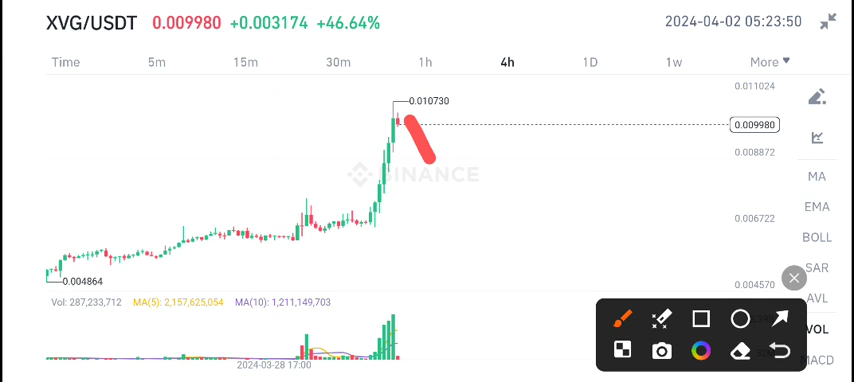 XVG/USDT 0.009980 +0.003174 +46.64% 2024-04-02 05:23:50
Time 5m 15m 30m 1h 4h 1D 1w More
0.011024
0.010730
0.009980
0.008872
BINANCE
MA
EMA
0.006722
BOLL
SAR
0.004864
0.004570
Vol: 287,233,712 MA(5): 2,157,625,054 MA(10): 1,211,149,703
AVL
VOL
2024-03-28 17:00
MACD